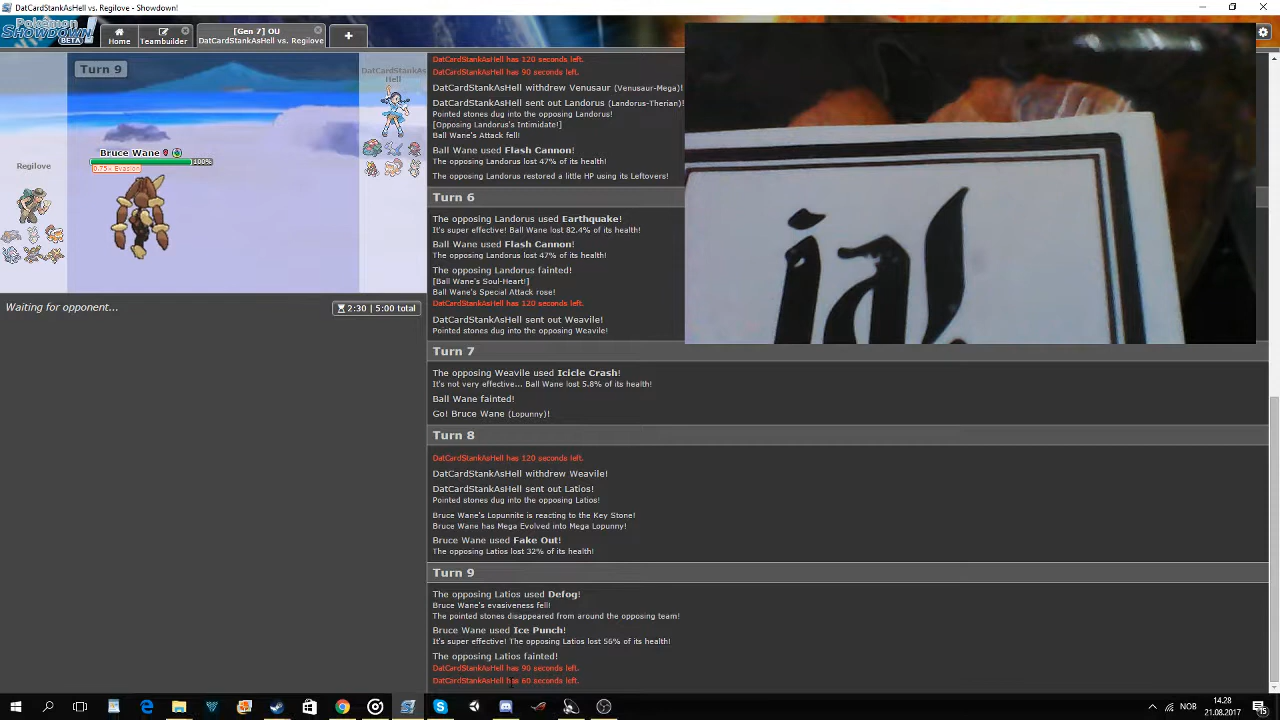 DatCardStankAsHell vs. Regilove - Showdown!
Pokémon
SHOWDOWN!
BETA
Home
Teambuilder
[Gen 7] OU
DatCardStankAsHell vs. Regilove
Turn 9
Bruce Wane
100%
0.75× Evasion
Regilove
DatCardStankAs
Hell
Waiting for opponent...
2:30 | 5:00 total
DatCardStankAsHell has 120 seconds left.
DatCardStankAsHell has 90 seconds left.
DatCardStankAsHell withdrew Venusaur (Venusaur-Mega)!
DatCardStankAsHell sent out Landorus (Landorus-Therian)!
Pointed stones dug into the opposing Landorus!
[Opposing Landorus's Intimidate!]
Ball Wane's Attack fell!
Ball Wane used Flash Cannon!
The opposing Landorus lost 47% of its health!
The opposing Landorus restored a little HP using its Leftovers!
Turn 6
The opposing Landorus used Earthquake!
It's super effective! Ball Wane lost 82.4% of its health!
Ball Wane used Flash Cannon!
The opposing Landorus lost 47% of its health!
The opposing Landorus fainted!
[Ball Wane's Soul-Heart!]
Ball Wane's Special Attack rose!
DatCardStankAsHell has 120 seconds left.
DatCardStankAsHell sent out Weavile!
Pointed stones dug into the opposing Weavile!
Turn 7
The opposing Weavile used Icicle Crash!
It's not very effective... Ball Wane lost 5.8% of its health!
Ball Wane fainted!
Go! Bruce Wane (Lopunny)!
Turn 8
DatCardStankAsHell has 120 seconds left.
DatCardStankAsHell withdrew Weavile!
DatCardStankAsHell sent out Latios!
Pointed stones dug into the opposing Latios!
Bruce Wane's Lopunnite is reacting to the Key Stone!
Bruce Wane has Mega Evolved into Mega Lopunny!
Bruce Wane used Fake Out!
The opposing Latios lost 32% of its health!
Turn 9
The opposing Latios used Defog!
Bruce Wane's evasiveness fell!
The pointed stones disappeared from around the opposing team!
Bruce Wane used Ice Punch!
It's super effective! The opposing Latios lost 56% of its health!
The opposing Latios fainted!
DatCardStankAsHell has 90 seconds left.
DatCardStankAsHell has 60 seconds left.
NOB
14.28
21.08.2017